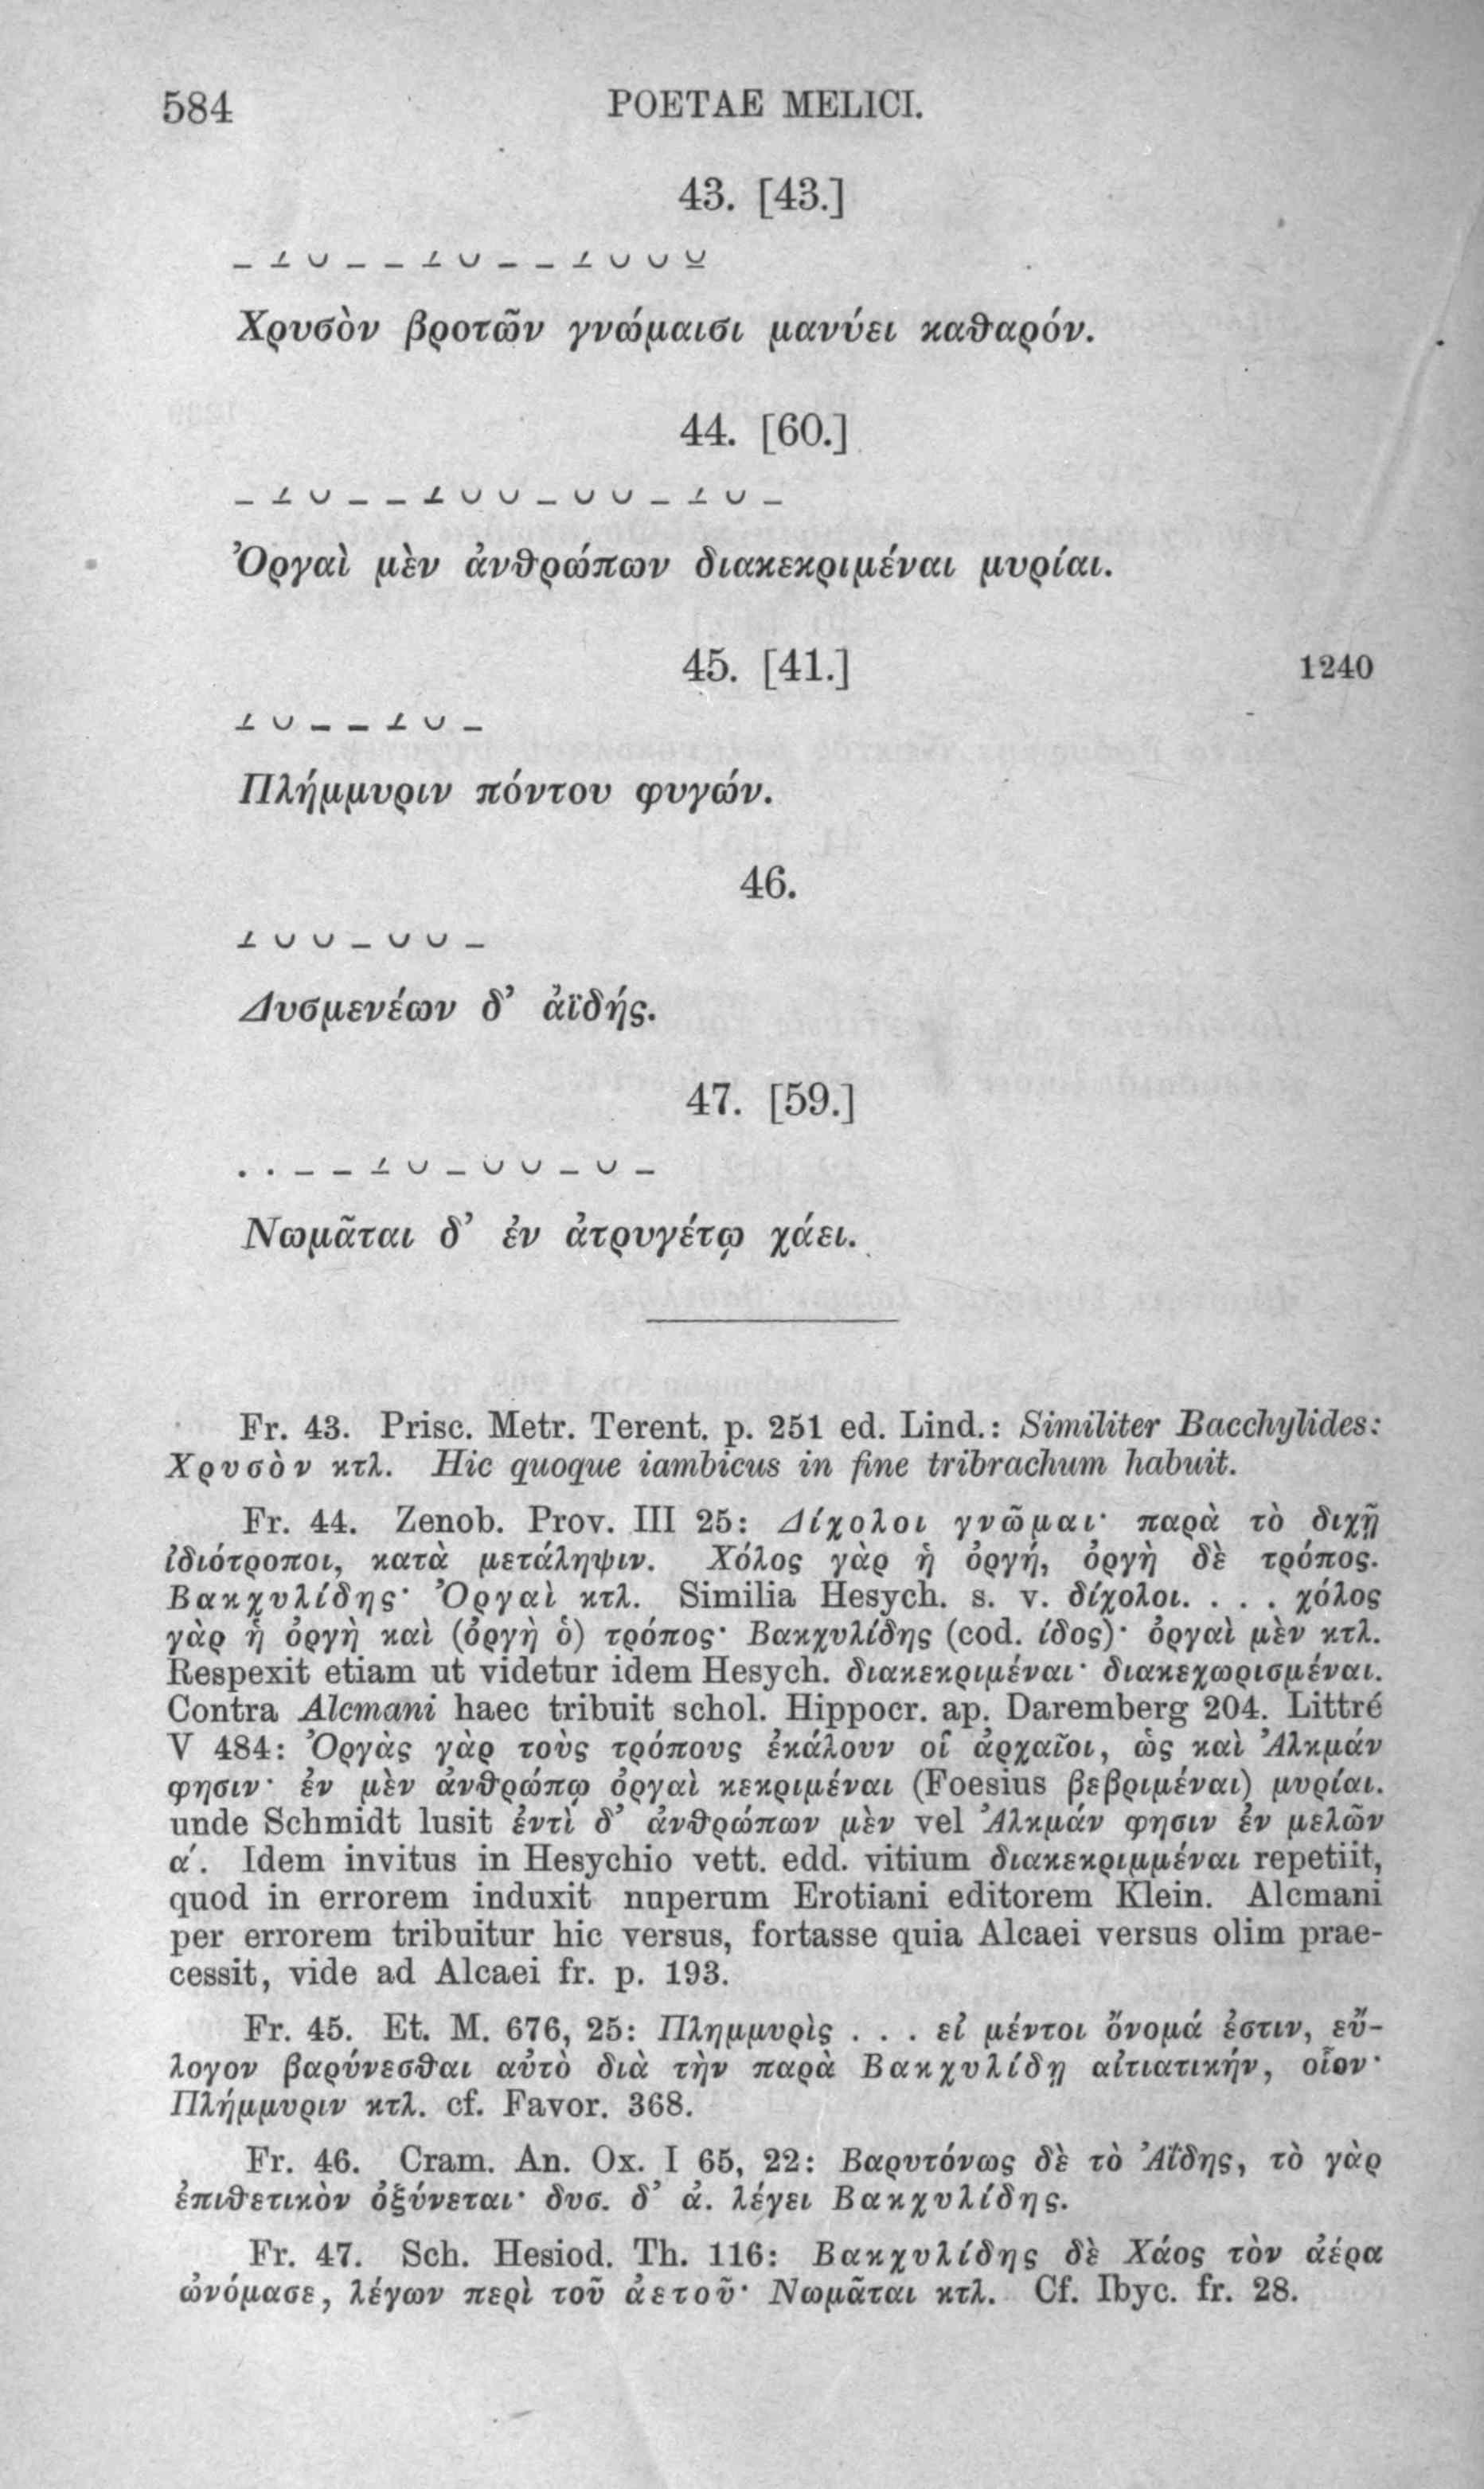 584 POETAE MELICI.
43. [43.]
– ⊥ ∪ – – ⊥ ∪ – – ⊥ ∪ ∪ ⊻
Χρυσὸν βροτῶν γνώμαισι μανύει καθαρόν.
44. [60.]
– ⊥ ∪ – – ⊥ ∪ ∪ – ∪ ∪ – ⊥ ∪ –
Ὀργαὶ μὲν ἀνθρώπων διακεκριμέναι μυρίαι.
45. [41.] 1240
⊥ ∪ – – ⊥ ∪ –
Πλήμμυριν πόντου φυγών.
46.
⊥ ∪ ∪ – ∪ ∪ –
Δυσμενέων δ’ ἀϊδής.
47. [59.]
. . – – ⊥ ∪ – ∪ ∪ – ∪ –
Νωμᾶται δ’ ἐν ἀτρυγέτῳ χάει.
Fr. 43. Prisc. Metr. Terent. p. 251 ed. Lind.: Similiter Bacchylides:
Χρυσὸν κτλ. Hic quoque iambicus in fine tribrachum habuit.
Fr. 44. Zenob. Prov. III 25: Δίχολοι γνῶμαι· παρὰ τὸ διχῇ
ἰδιότροποι, κατὰ μετάληψιν. Χόλος γὰρ ἡ ὀργή, ὀργὴ δὲ τρόπος.
Βακχυλίδης· Ὀργαὶ κτλ. Similia Hesych. s. v. δίχολοι. . . . χόλος
γὰρ ἡ ὀργὴ καὶ (ὀργὴ ὁ) τρόπος· Βακχυλίδης (cod. ίδος)· ὀργαὶ μὲν κτλ.
Respexit etiam ut videtur idem Hesych. διακεκριμέναι· διακεχωρισμέναι.
Contra Alcmani haec tribuit schol. Hippocr. ap. Daremberg 204. Littré
V 484: Ὀργὰς γὰρ τοὺς τρόπους ἐκάλουν οἱ ἀρχαῖοι, ὡς καὶ Ἀλκμάν
φησιν· ἐν μὲν ἀνθρώπῳ ὀργαὶ κεκριμέναι (Foesius βεβριμέναι) μυρίαι.
unde Schmidt lusit ἐντὶ δ’ ἀνθρώπων μὲν vel Ἀλκμάν φησιν ἐν μελῶν
α΄. Idem invitus in Hesychio vett. edd. vitium διακεκριμμέναι repetiit,
quod in errorem induxit nuperum Erotiani editorem Klein. Alcmani
per errorem tribuitur hic versus, fortasse quia Alcaei versus olim prae-
cessit, vide ad Alcaei fr. p. 193.
Fr. 45. Et. M. 676, 25: Πλημμυρὶς . . . εἰ μέντοι ὄνομά ἐστιν, εὔ-
λογον βαρύνεσθαι αὐτὸ διὰ τὴν παρὰ Βακχυλίδῃ αἰτιατικήν, οἷον·
Πλήμμυριν κτλ. cf. Favor. 368.
Fr. 46. Cram. An. Ox. I 65, 22: Βαρυτόνως δὲ τὸ Ἀΐδης, τὸ γὰρ
ἐπιθετικὸν ὀξύνεται· δυσ. δ’ ἀ. λέγει Βακχυλίδης.
Fr. 47. Sch. Hesiod. Th. 116: Βακχυλίδης δὲ Χάος τὸν ἀέρα
ὠνόμασε, λέγων περὶ τοῦ ἀετοῦ· Νωμᾶται κτλ. Cf. Ibyc. fr. 28.